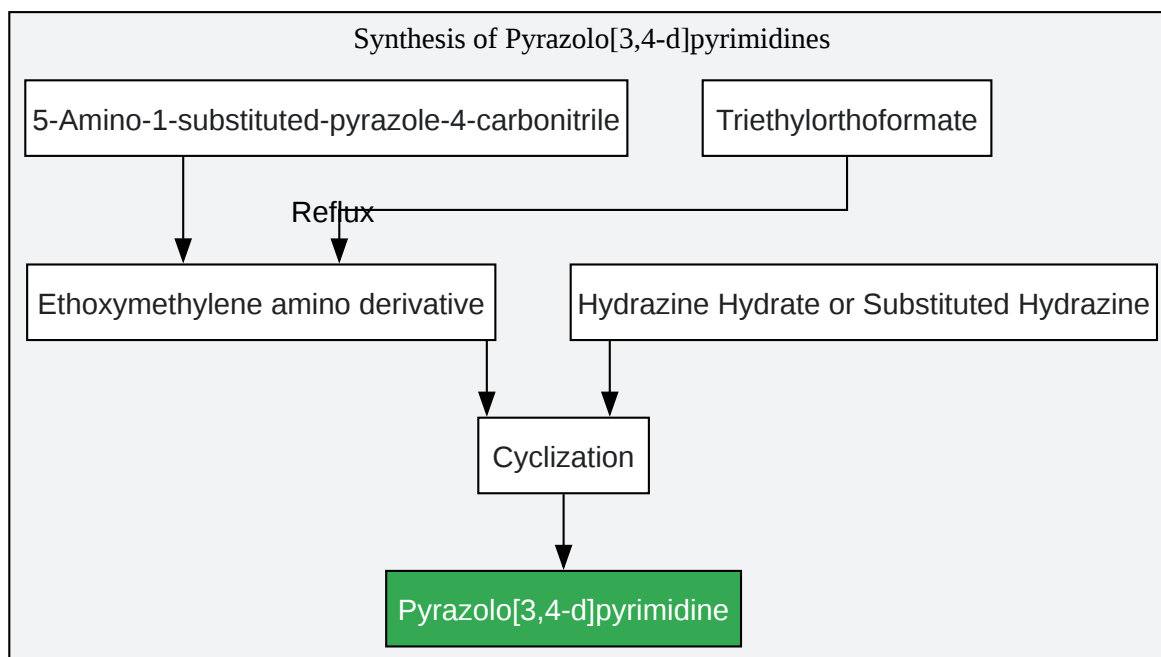 Synthesis of Pyrazolo[3,4-d]pyrimidines
5-Amino-1-substituted-pyrazole-4-carbonitrile
Triethylorthoformate
Reflux
Ethoxymethylene amino derivative
Hydrazine Hydrate or Substituted Hydrazine
Cyclization
Pyrazolo[3,4-d]pyrimidine